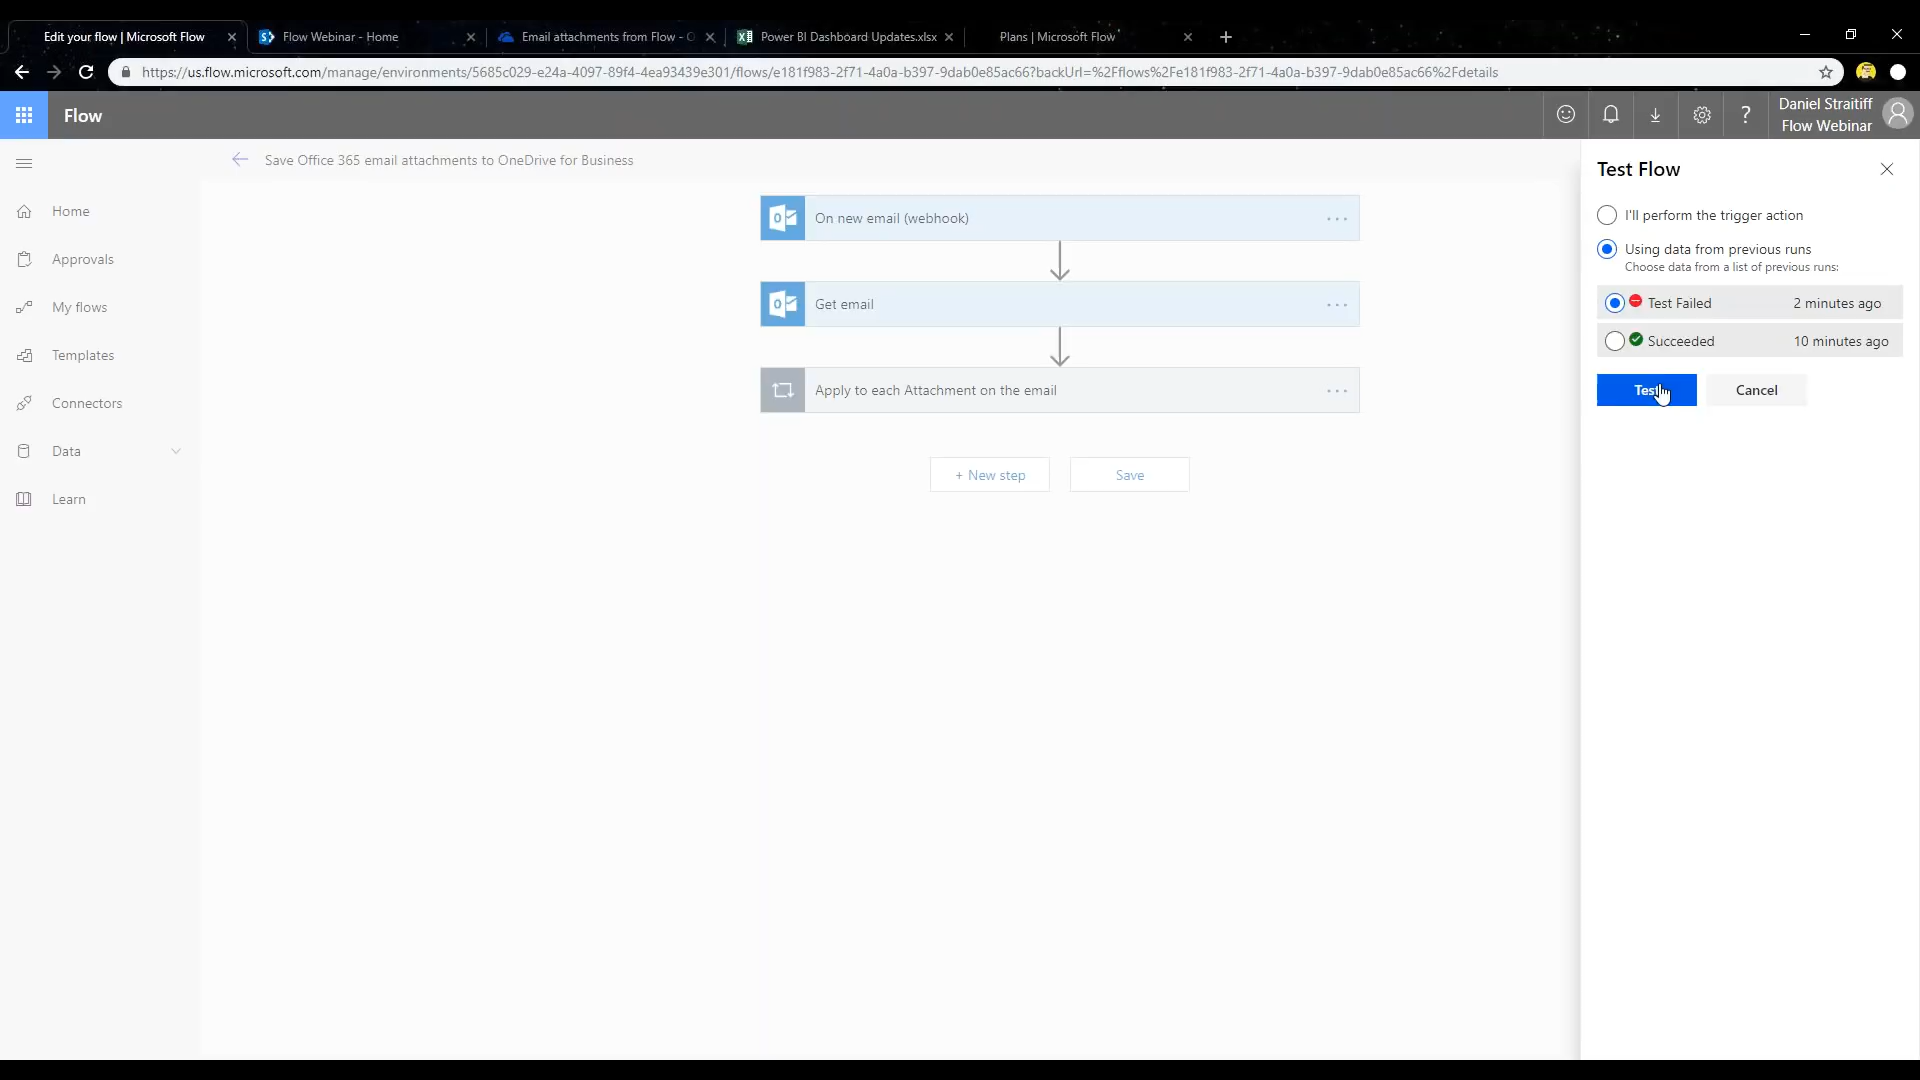 Edit your flow | Microsoft Flow
Flow Webinar - Home
Email attachments from Flow - O
Power BI Dashboard Updates.xlsx
Plans | Microsoft Flow
https://us.flow.microsoft.com/manage/environments/5685c029-e24a-4097-89f4-4ea93439e301/flows/e181f983-2f71-4a0a-b397-9dab0e85ac66?backUrl=%2Fflows%2Fe181f983-2f71-4a0a-b397-9dab0e85ac66%2Fdetails
Flow
Daniel Straitiff
Flow Webinar
Save Office 365 email attachments to OneDrive for Business
Home
Approvals
My flows
Templates
Connectors
Data
Learn
On new email (webhook)
Get email
Apply to each Attachment on the email
+ New step
Save
Test Flow
I'll perform the trigger action
Using data from previous runs
Choose data from a list of previous runs:
Test Failed 2 minutes ago
Succeeded 10 minutes ago
Test
Cancel